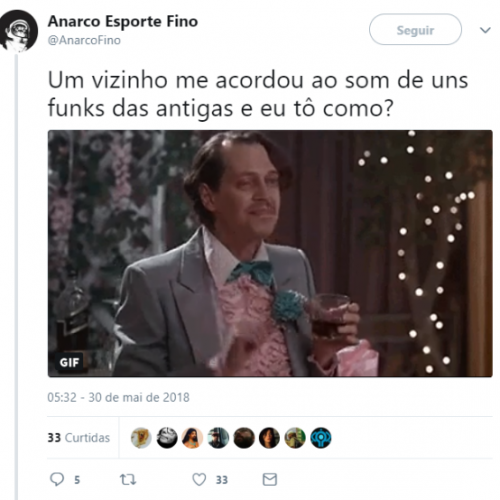 Anarco Esporte Fino
@AnarcoFino
Seguir
Um vizinho me acordou ao som de uns
funks das antigas e eu tô como?
GIF
05:32 - 30 de mai de 2018
33 Curtidas
5
33